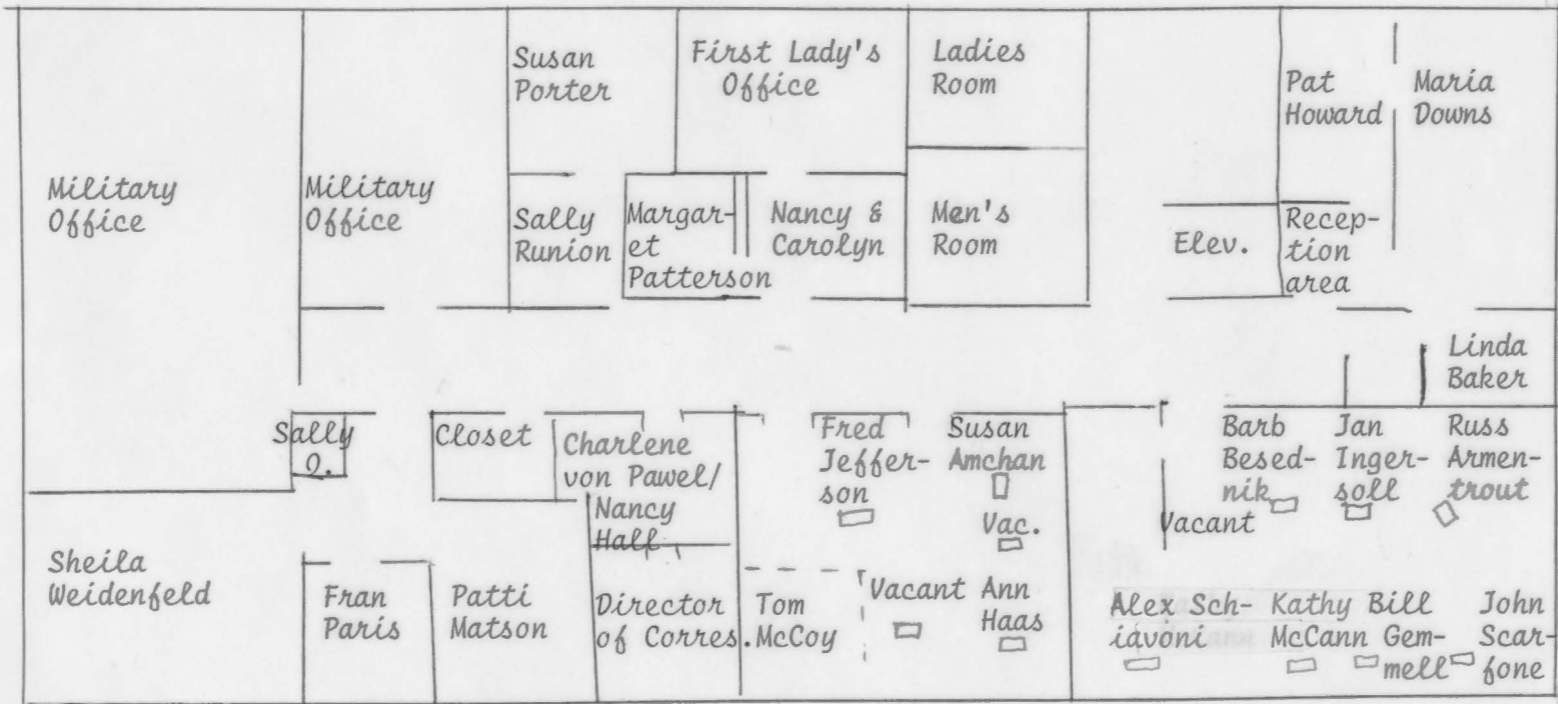 Military
Office
Military
Office
Susan
Porter
Sally
Runion
First Lady's
Office
Margar-
et
Patterson
Nancy &
Carolyn
Ladies
Room
Men's
Room
Elev.
Pat
Howard
Maria
Downs
Recep-
tion
area
Linda
Baker
Sally
Q.
Closet
Charlene
von Pawel/
Nancy
Hall
Fred
Jeffer-
son
Susan
Amchan
Vac.
Barb
Besed-
nik
Jan
Inger-
soll
Russ
Armen-
trout
Vacant
Sheila
Weidenfeld
Fran
Paris
Patti
Matson
Director
of Corres.
Tom
McCoy
Vacant
Ann
Haas
Alex Sch-
iavoni
Kathy
McCann
Bill
Gem-
mell
John
Scar-
fone